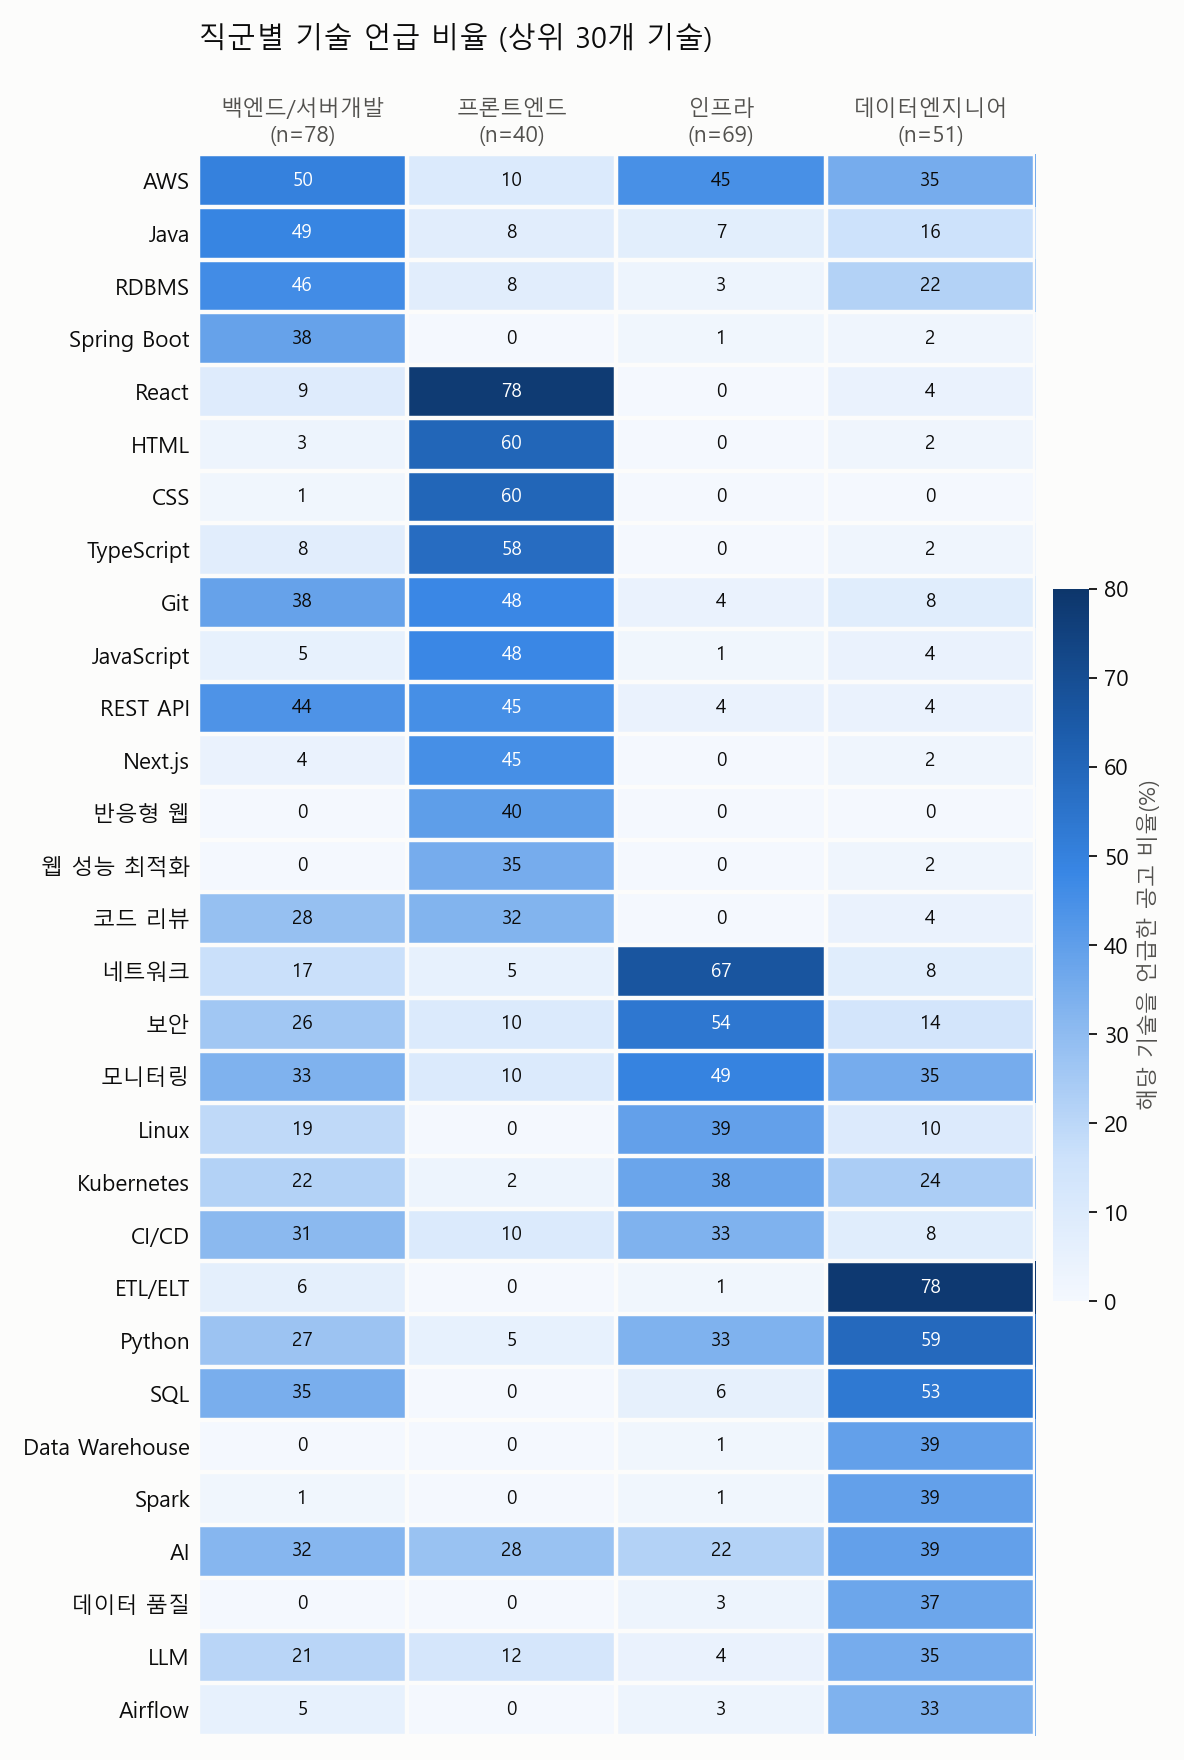 직군별 기술 언급 비율 (상위 30개 기술)
백엔드/서버개발 프론트엔드 인프라 데이터엔지니어
(n=78) (n=40) (n=69) (n=51)
AWS 50 10 45 35
Java 49 8 7 16
RDBMS 46 8 3 22
Spring Boot 38 0 1 2
React 9 78 0 4
HTML 3 60 0 2
CSS 1 60 0 0
TypeScript 8 58 0 2
Git 38 48 4 8
JavaScript 5 48 1 4
REST API 44 45 4 4
Next.js 4 45 0 2
반응형 웹 0 40 0 0
웹 성능 최적화 0 35 0 2
코드 리뷰 28 32 0 4
네트워크 17 5 67 8
보안 26 10 54 14
모니터링 33 10 49 35
Linux 19 0 39 10
Kubernetes 22 2 38 24
CI/CD 31 10 33 8
ETL/ELT 6 0 1 78
Python 27 5 33 59
SQL 35 0 6 53
Data Warehouse 0 0 1 39
Spark 1 0 1 39
AI 32 28 22 39
데이터 품질 0 0 3 37
LLM 21 12 4 35
Airflow 5 0 3 33
80
70
60
50
40
30
20
10
0
해당 기술을 언급한 공고 비율(%)